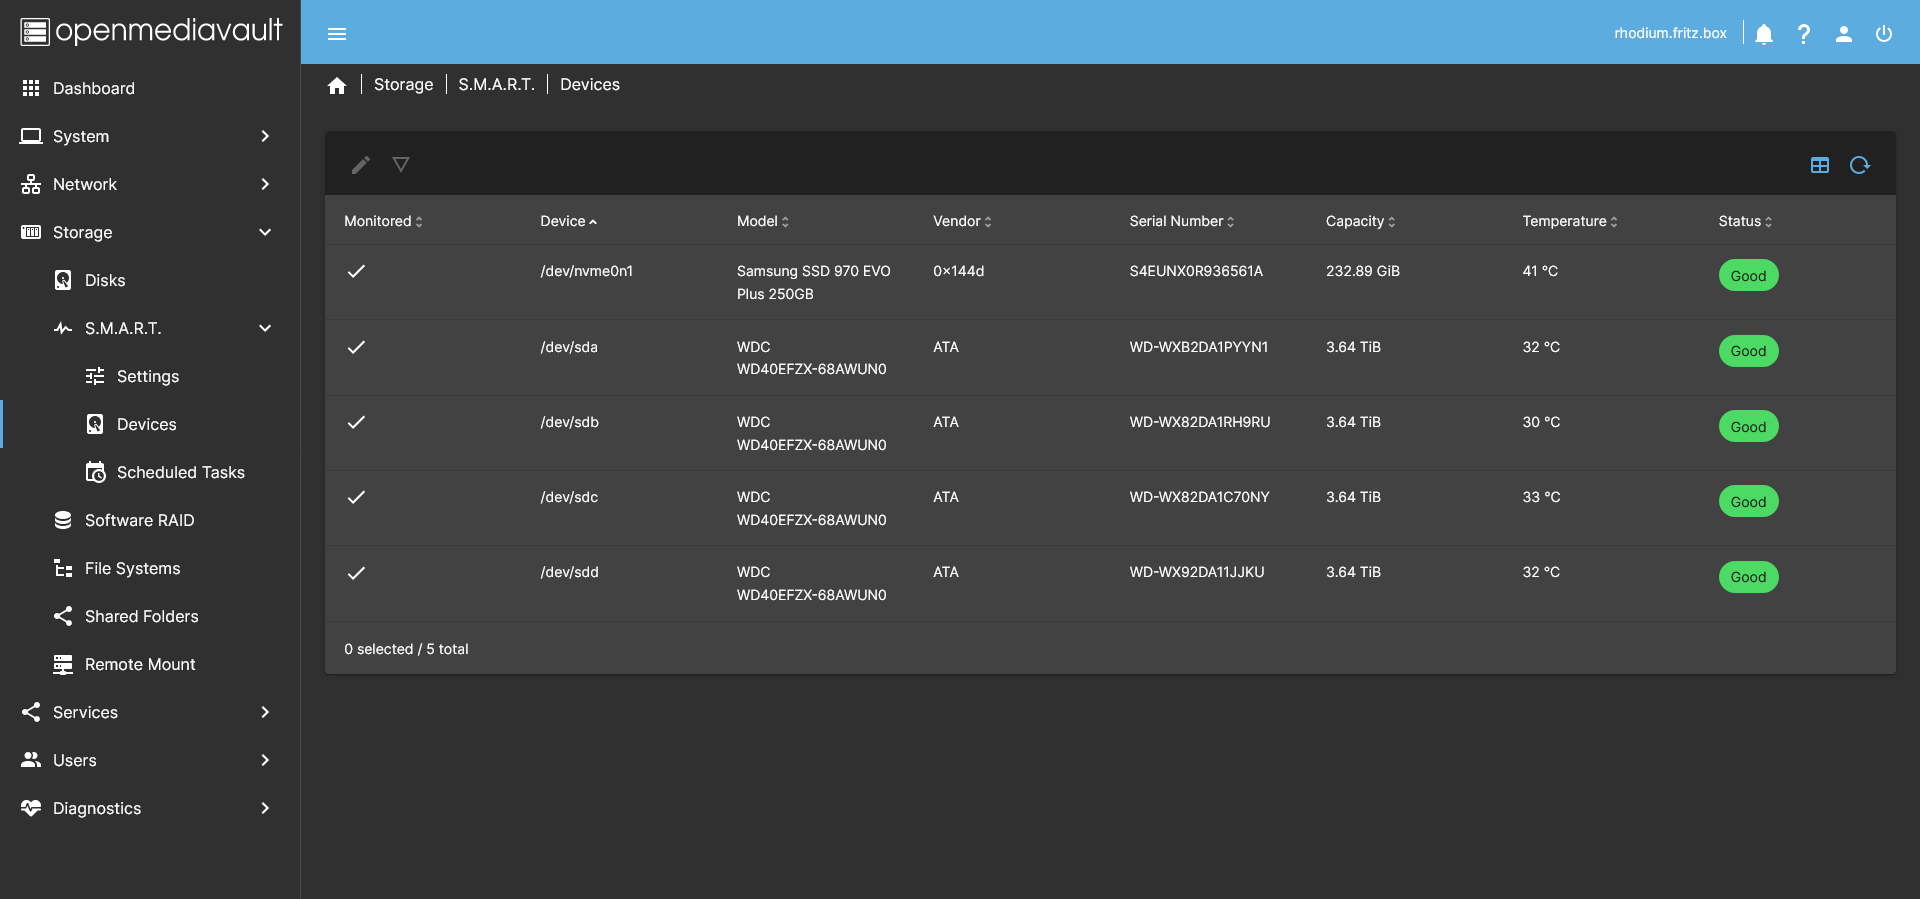 openmediavault
rhodium.fritz.box
Dashboard
System
Network
Storage
Disks
S.M.A.R.T.
Settings
Devices
Scheduled Tasks
Software RAID
File Systems
Shared Folders
Remote Mount
Services
Users
Diagnostics
Storage S.M.A.R.T. Devices
Monitored Device Model Vendor Serial Number Capacity Temperature Status
/dev/nvme0n1 Samsung SSD 970 EVO 0x144d S4EUNX0R936561A 232.89 GiB 41 °C Good
Plus 250GB
/dev/sda WDC ATA WD-WXB2DA1PYYN1 3.64 TiB 32 °C Good
WD40EFZX-68AWUN0
/dev/sdb WDC ATA WD-WX82DA1RH9RU 3.64 TiB 30 °C Good
WD40EFZX-68AWUN0
/dev/sdc WDC ATA WD-WX82DA1C70NY 3.64 TiB 33 °C Good
WD40EFZX-68AWUN0
/dev/sdd WDC ATA WD-WX92DA11JJKU 3.64 TiB 32 °C Good
WD40EFZX-68AWUN0
0 selected / 5 total